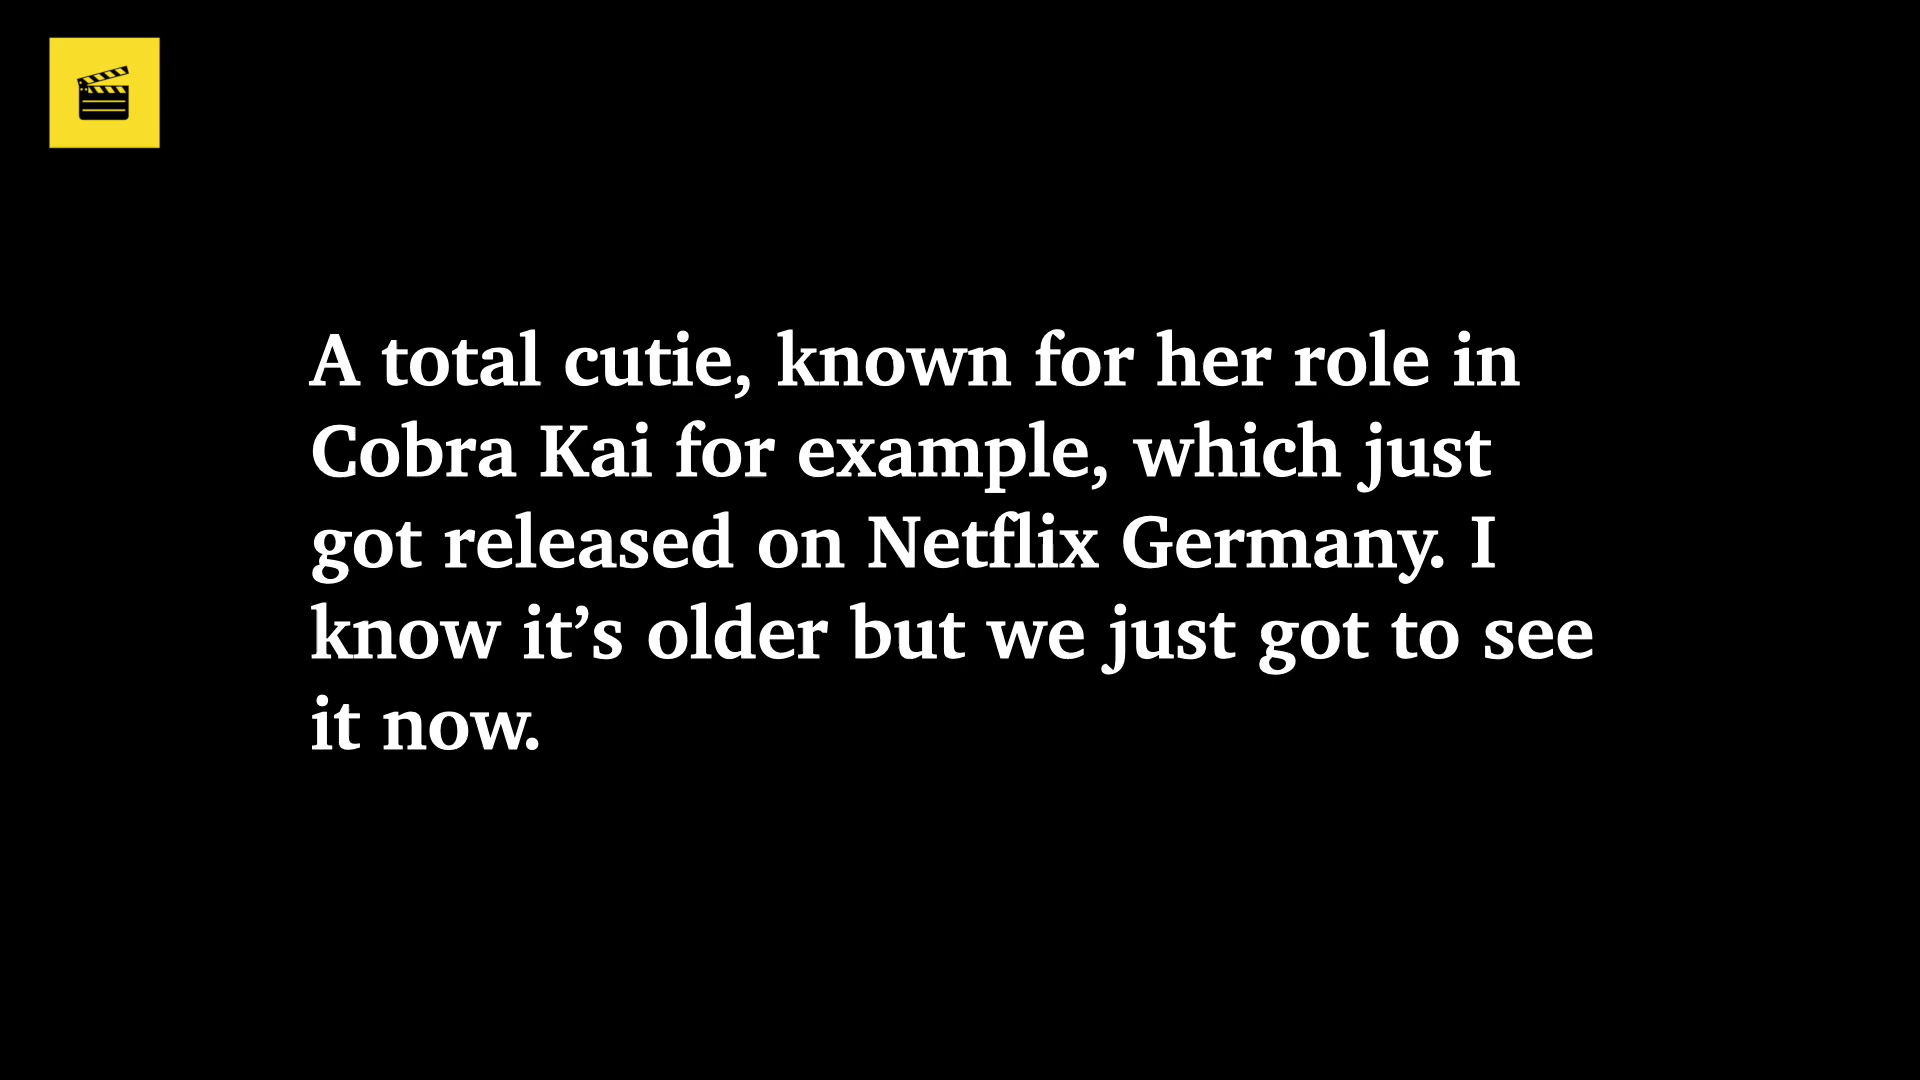 A total cutie, known for her role in
Cobra Kai for example, which just
got released on Netflix Germany. I
know it’s older but we just got to see
it now.